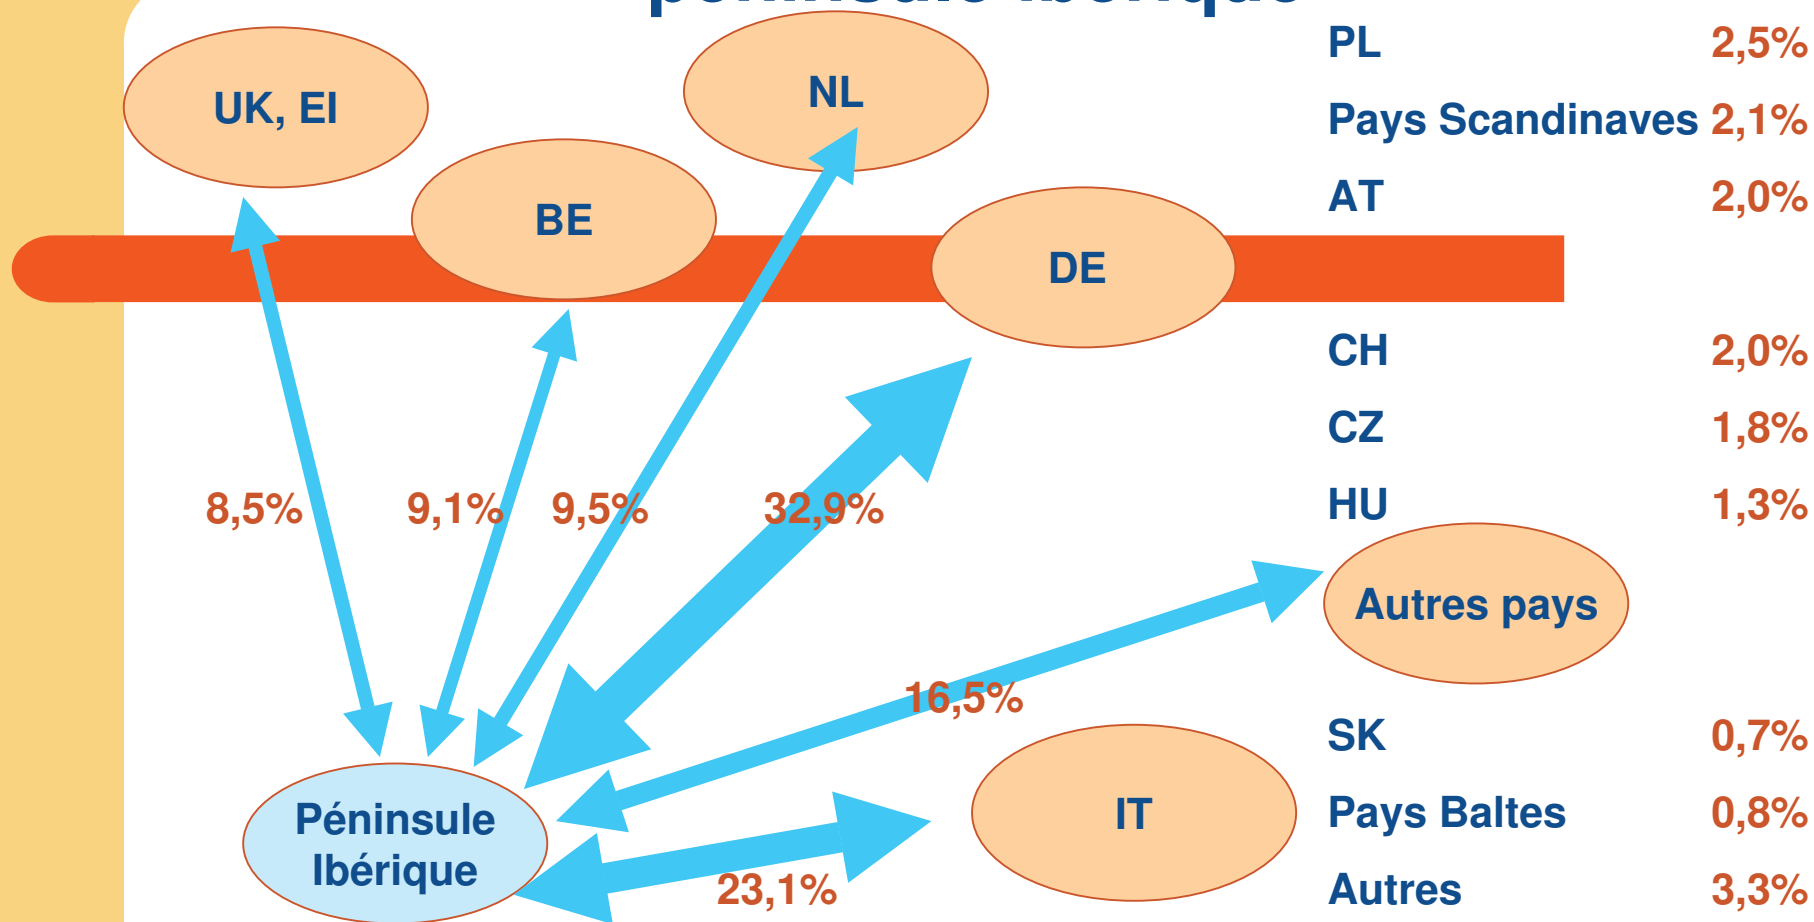 péninsule ibérique
UK, EI
NL
BE
DE
8,5%
9,1%
9,5%
32,9%
16,5%
23,1%
Péninsule
Ibérique
IT
Autres pays
PL 2,5%
Pays Scandinaves 2,1%
AT 2,0%
CH 2,0%
CZ 1,8%
HU 1,3%
SK 0,7%
Pays Baltes 0,8%
Autres 3,3%